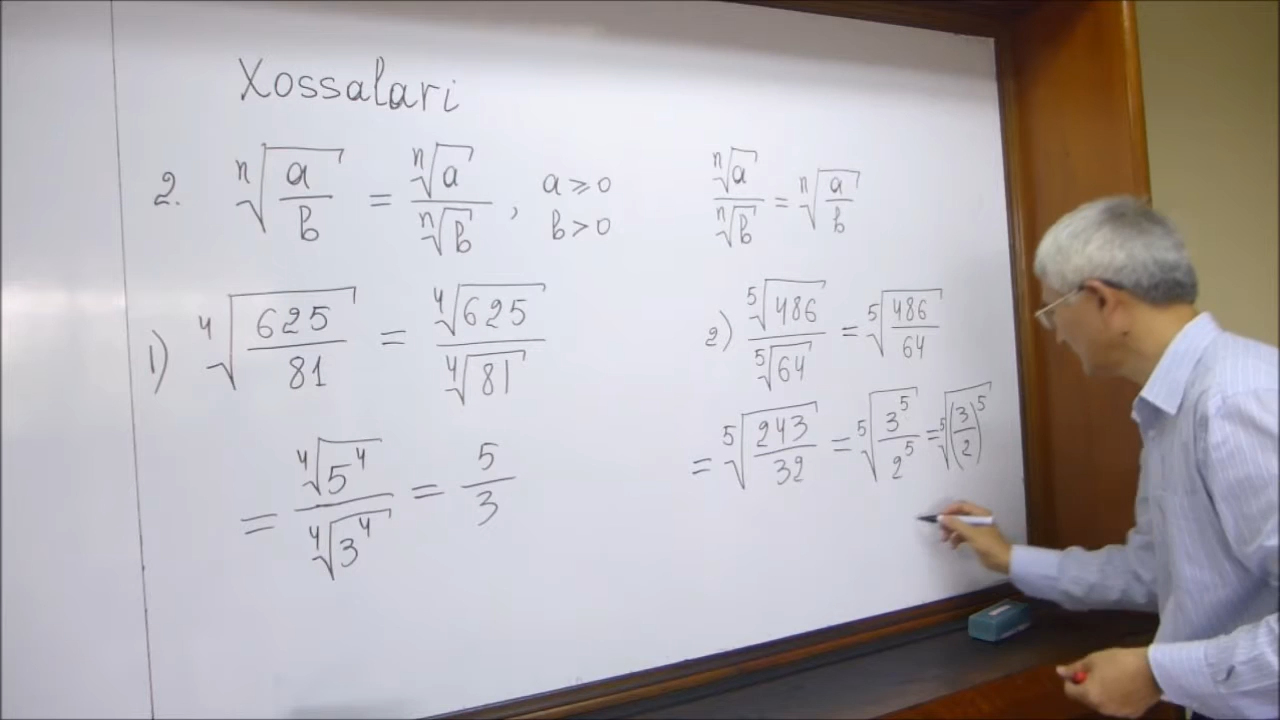 Xossalari
2. ⁿ√(a/b) = ⁿ√a / ⁿ√b , a ≥ 0
b > 0
ⁿ√a / ⁿ√b = ⁿ√(a/b)
1) ⁴√(625/81) = ⁴√625 / ⁴√81
= ⁴√5⁴ / ⁴√3⁴ = 5/3
2) ⁵√486 / ⁵√64 = ⁵√(486/64)
= ⁵√(243/32) = ⁵√(3⁵/2⁵) = ⁵√((3/2)⁵)